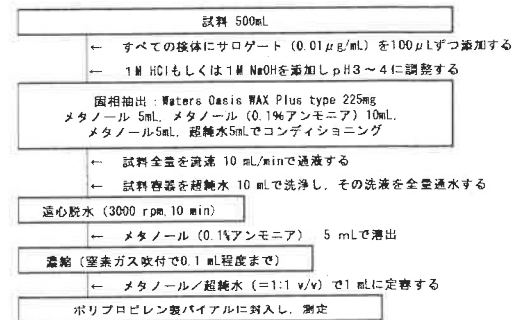 試料 500mL
← すべての検体にサロゲート (0.01μg/mL) を100μLずつ添加する
← 1M HClもしくは1M NaOHを添加しpH3～4に調整する
固相抽出：Waters Oasis WAX Plus type 225mg
メタノール 5mL, メタノール (0.1%アンモニア) 10mL,
メタノール5mL, 超純水5mLでコンディショニング
← 試料全量を流速 10 mL/minで通液する
← 試料容器を超純水 10 mLで洗浄し, その洗液を全量通水する
遠心脱水 (3000 rpm, 10 min)
← メタノール (0.1%アンモニア) 5 mLで溶出
濃縮 (窒素ガス吹付で0.1 mL程度まで)
← メタノール／超純水 (=1:1 v/v) で1 mLに定容する
ポリプロピレン製バイアルに封入し, 測定